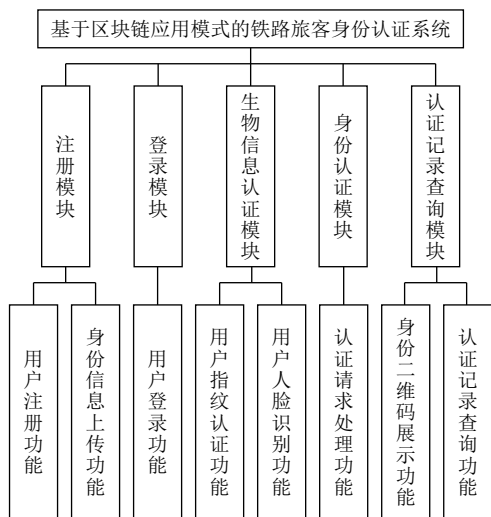 基于区块链应用模式的铁路旅客身份认证系统
注册模块
登录模块
生物信息认证模块
身份认证模块
认证记录查询模块
用户注册功能
身份信息上传功能
用户登录功能
用户指纹认证功能
用户人脸识别功能
认证请求处理功能
身份二维码展示功能
认证记录查询功能